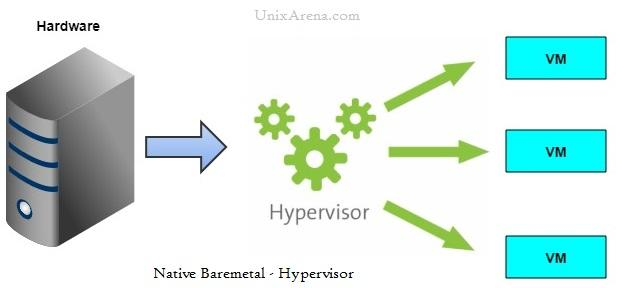 UnixArena.com
Hardware
VM
VM
Hypervisor
VM
Native Baremetal - Hypervisor